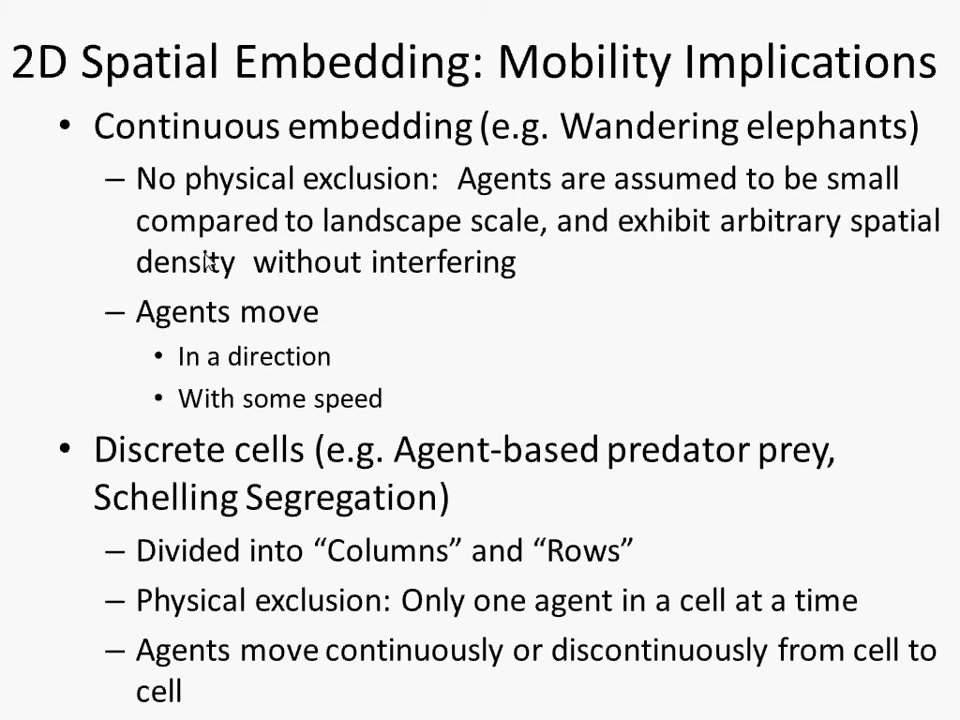 2D Spatial Embedding: Mobility Implications
• Continuous embedding (e.g. Wandering elephants)
– No physical exclusion: Agents are assumed to be small
compared to landscape scale, and exhibit arbitrary spatial
density without interfering
– Agents move
• In a direction
• With some speed
• Discrete cells (e.g. Agent-based predator prey,
Schelling Segregation)
– Divided into “Columns” and “Rows”
– Physical exclusion: Only one agent in a cell at a time
– Agents move continuously or discontinuously from cell to
cell